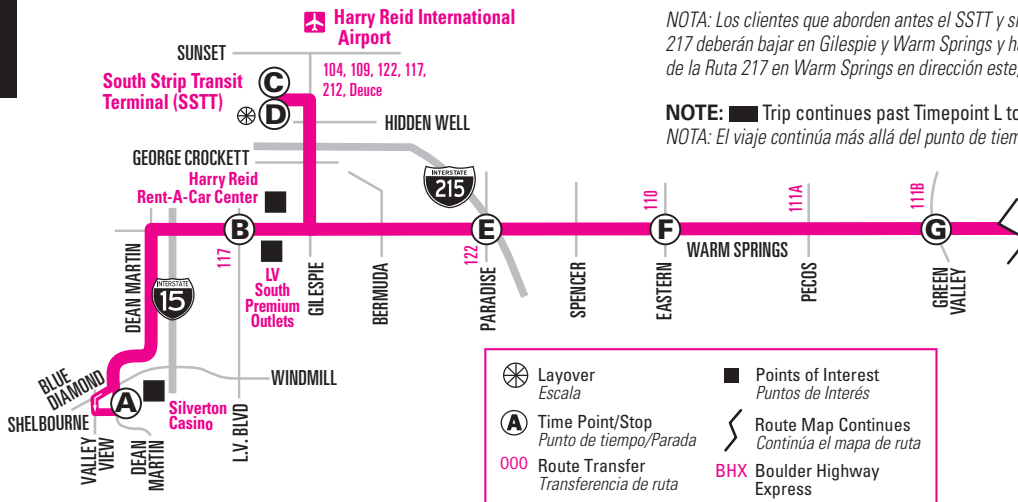 Harry Reid International
Airport
SUNSET
South Strip Transit
Terminal (SSTT)
C
D
104, 109, 122, 117,
212, Deuce
HIDDEN WELL
GEORGE CROCKETT
Harry Reid
Rent-A-Car Center
INTERSTATE
215
NOTA: Los clientes que aborden antes el SSTT y
217 deberán bajar en Gilespie y Warm Springs y
de la Ruta 217 en Warm Springs en dirección este,
NOTE: Trip continues past Timepoint L to
NOTA: El viaje continúa más allá del punto de
B
E
F
G
117
122
110
111A
111B
WARM SPRINGS
DEAN MARTIN
INTERSTATE
15
LV
South
Premium
Outlets
GILESPIE
BERMUDA
PARADISE
SPENCER
EASTERN
PECOS
GREEN
VALLEY
BLUE
DIAMOND
WINDMILL
SHELBOURNE
A
Silverton
Casino
VALLEY
VIEW
DEAN
MARTIN
L.V. BLVD
Layover
Escala
A Time Point/Stop
Punto de tiempo/Parada
000 Route Transfer
Transferencia de ruta
Points of Interest
Puntos de Interés
Route Map Continues
Continúa el mapa de ruta
BHX Boulder Highway
Express